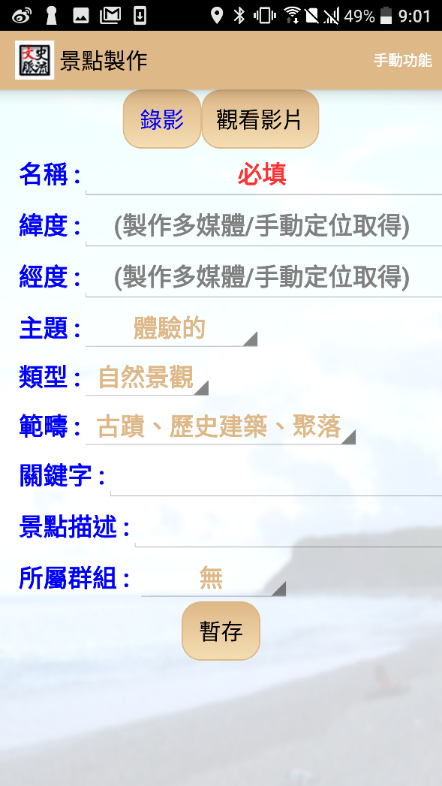 49% 9:01
文史脈流 景點製作 手動功能
錄影 觀看影片
名稱 : 必填
緯度 : (製作多媒體/手動定位取得)
經度 : (製作多媒體/手動定位取得)
主題 : 體驗的
類型 : 自然景觀
範疇 : 古蹟、歷史建築、聚落
關鍵字 :
景點描述 :
所屬群組 : 無
暫存